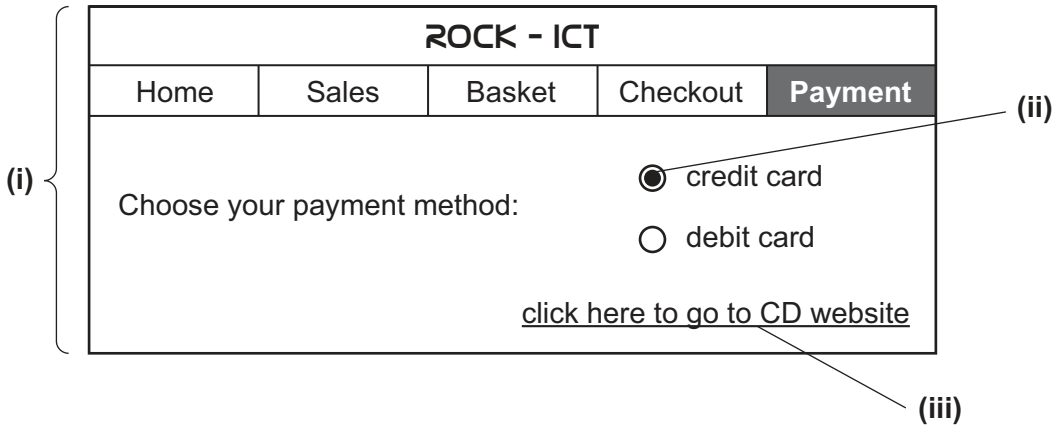 ROCK - ICT
Home Sales Basket Checkout Payment
(ii)
(i)
credit card
Choose your payment method:
debit card
click here to go to CD website
(iii)